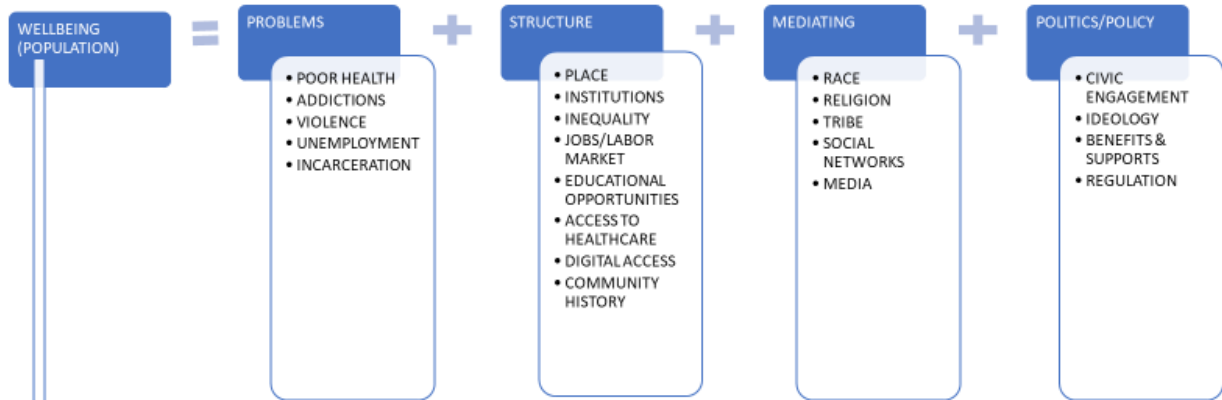 WELLBEING
(POPULATION)
=
PROBLEMS
• POOR HEALTH
• ADDICTIONS
• VIOLENCE
• UNEMPLOYMENT
• INCARCERATION
+
STRUCTURE
• PLACE
• INSTITUTIONS
• INEQUALITY
• JOBS/LABOR
MARKET
• EDUCATIONAL
OPPORTUNITIES
• ACCESS TO
HEALTHCARE
• DIGITAL ACCESS
• COMMUNITY
HISTORY
+
MEDIATING
• RACE
• RELIGION
• TRIBE
• SOCIAL
NETWORKS
• MEDIA
+
POLITICS/POLICY
• CIVIC
ENGAGEMENT
• IDEOLOGY
• BENEFITS &
SUPPORTS
• REGULATION